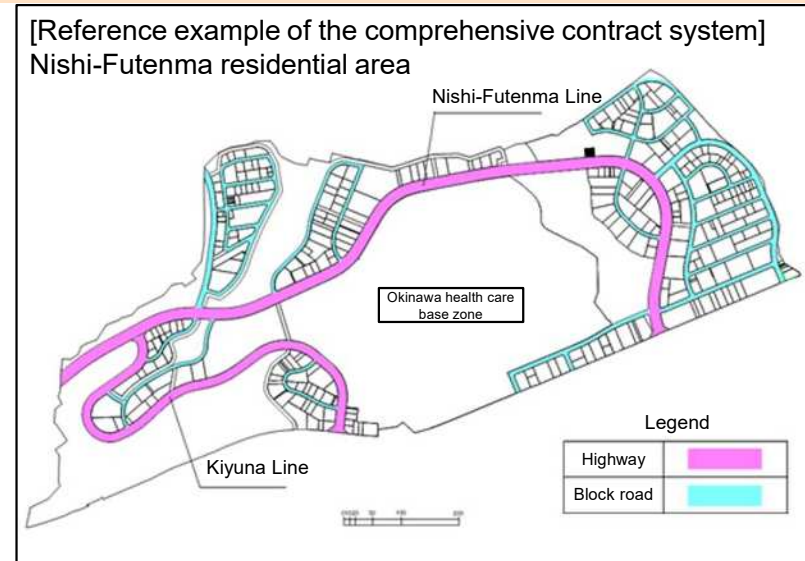 [Reference example of the comprehensive contract system]
Nishi-Futenma residential area
Nishi-Futenma Line
Okinawa health care
base zone
Kiyuna Line
Legend
Highway
Block road